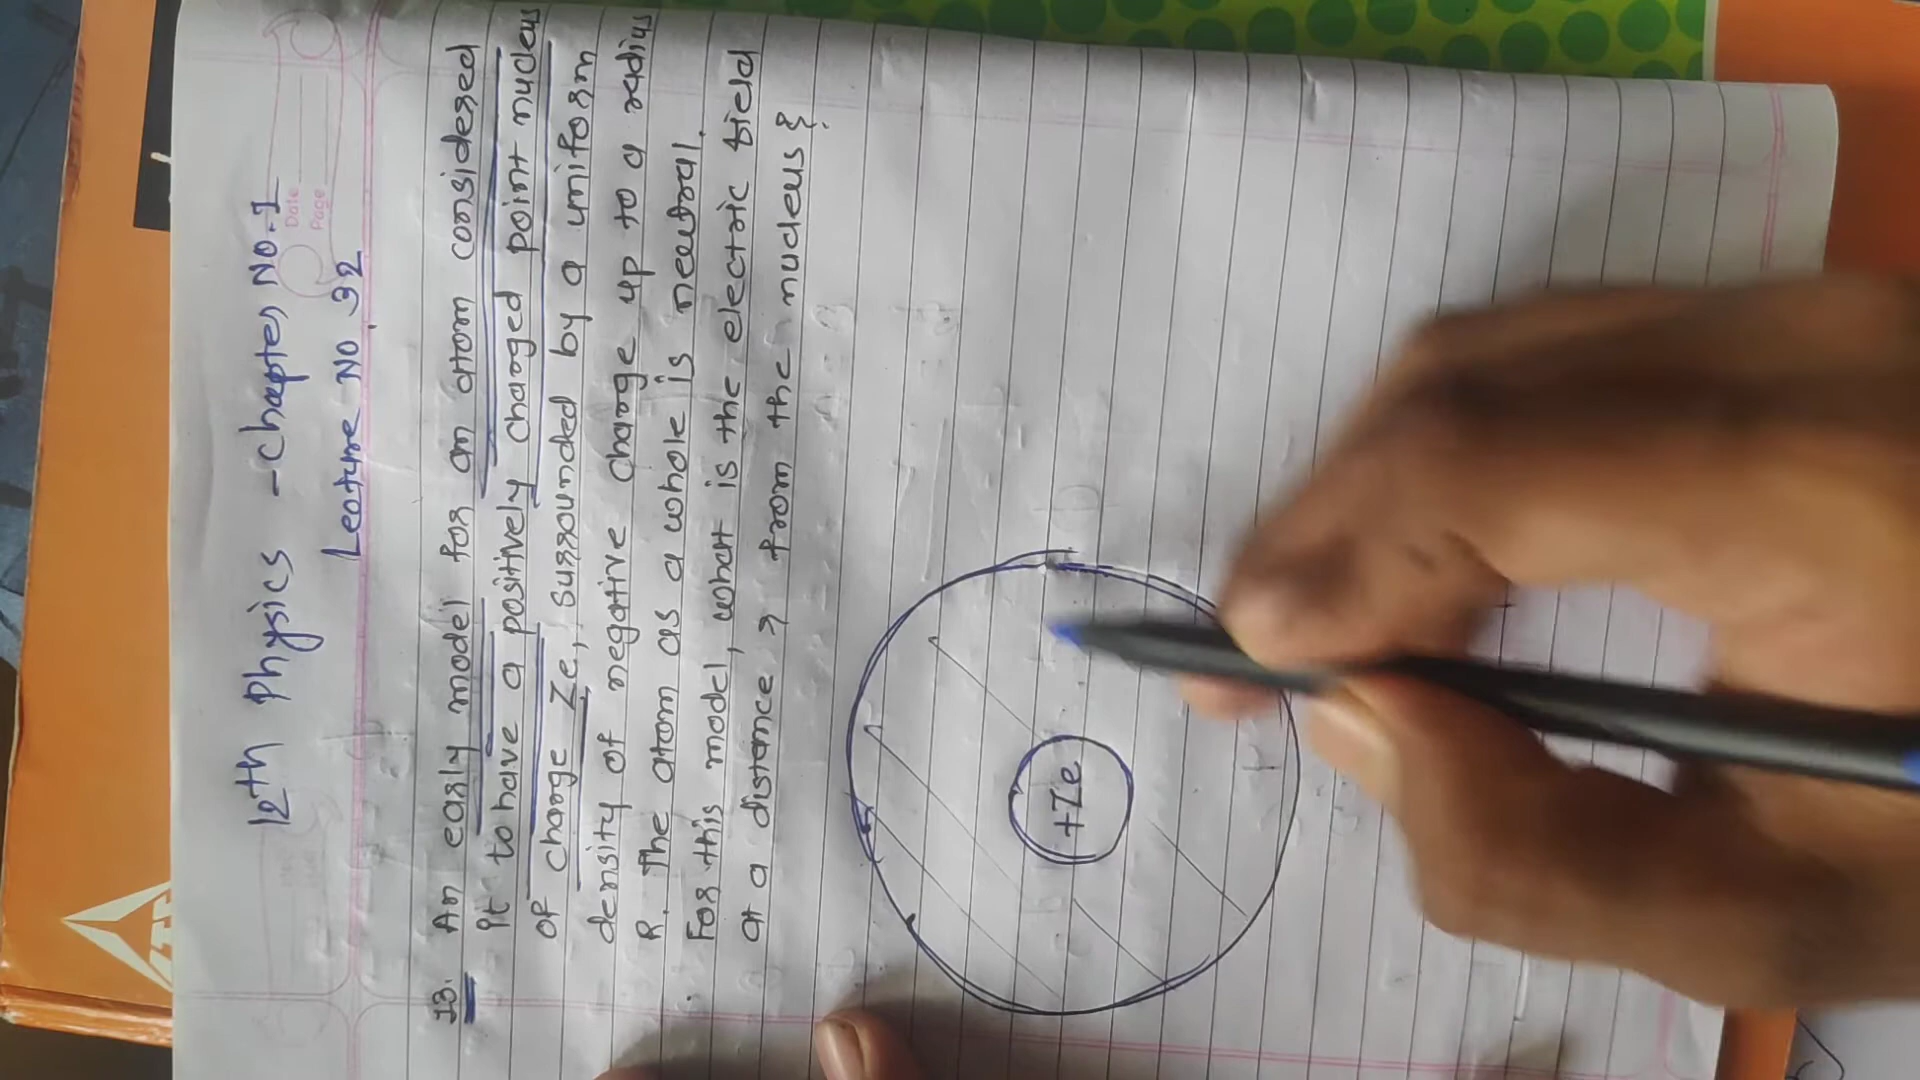 12th Physics - Chapter No. 1
Date
Page
Lecture No. 32
13. An early model for an atom considered
it to have a positively charged point nucleus
of charge Ze, surrounded by a uniform
density of negative charge up to a radius
R. The atom as a whole is neutral.
For this model, what is the electric field
at a distance r from the nucleus?
+Ze